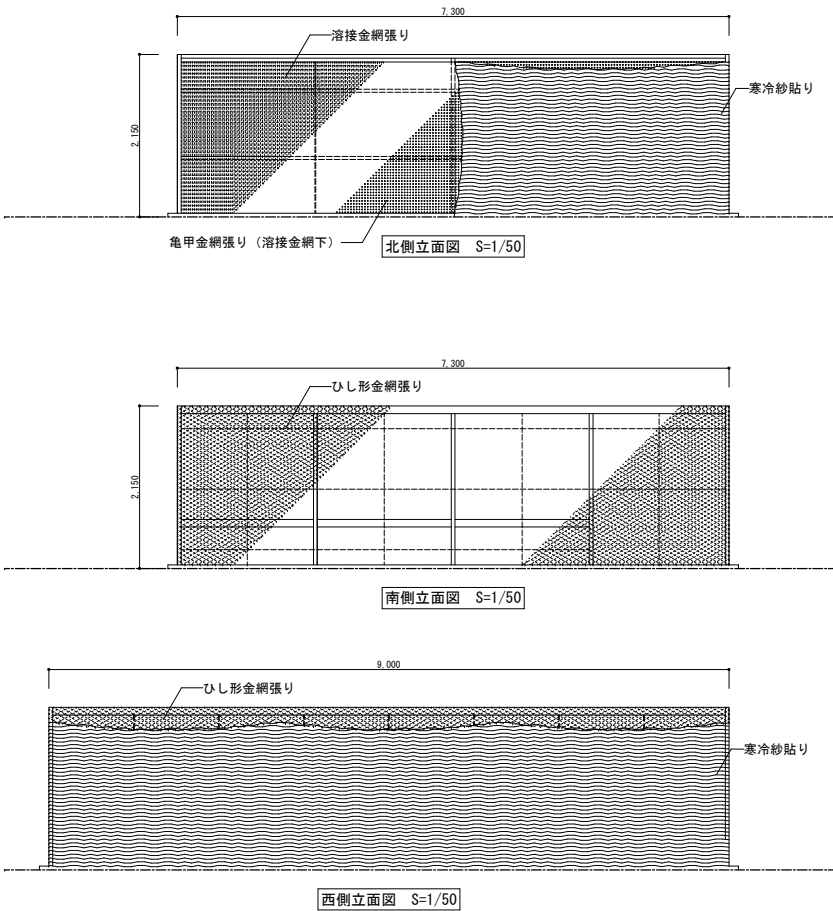 7,300
溶接金網張り
寒冷紗貼り
2,150
亀甲金網張り（溶接金網下）
北側立面図 S=1/50
7,300
ひし形金網張り
2,150
南側立面図 S=1/50
9,000
ひし形金網張り
寒冷紗貼り
西側立面図 S=1/50